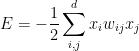 E = -\frac{1}{2} \sum_{i,j}^{d} x_i w_{ij} x_j